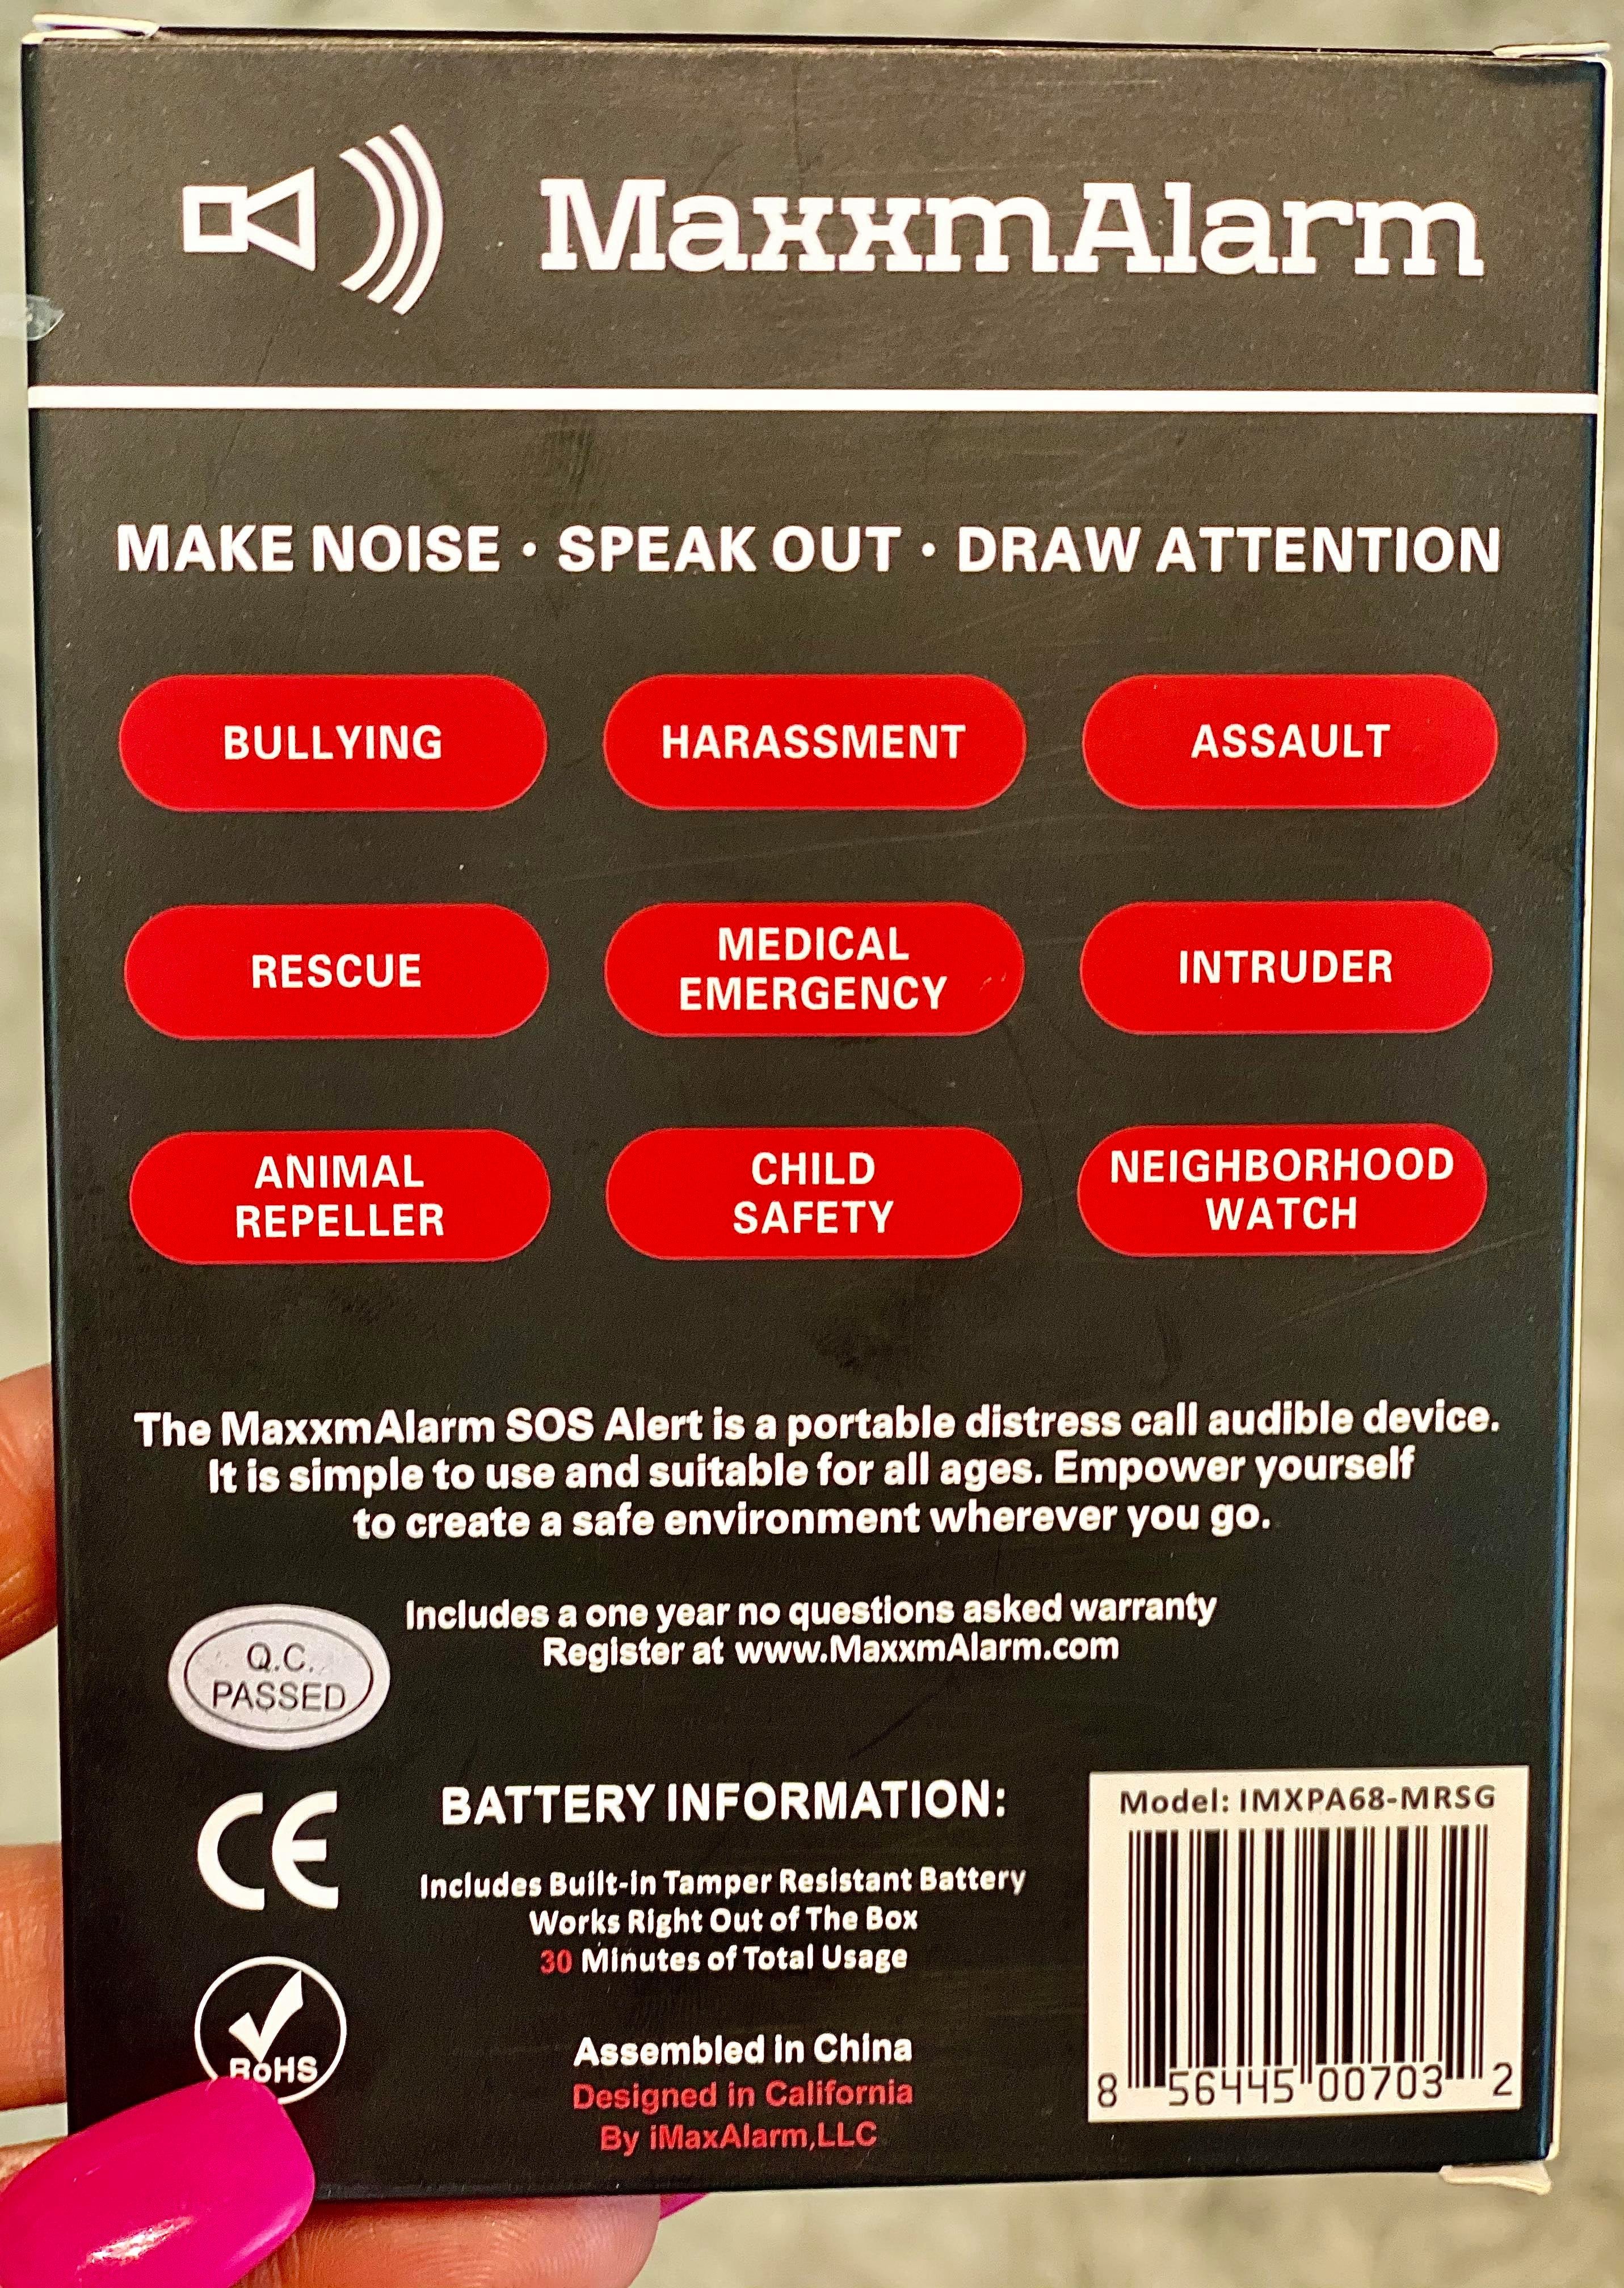 MaxxmAlarm
MAKE NOISE • SPEAK OUT • DRAW ATTENTION
BULLYING
HARASSMENT
ASSAULT
RESCUE
MEDICAL
EMERGENCY
INTRUDER
ANIMAL
REPELLER
CHILD
SAFETY
NEIGHBORHOOD
WATCH
The MaxxmAlarm SOS Alert is a portable distress call audible device.
It is simple to use and suitable for all ages. Empower yourself
to create a safe environment wherever you go.
Includes a one year no questions asked warranty
Register at www.MaxxmAlarm.com
Q.C.
PASSED
CE
RoHS
BATTERY INFORMATION:
Includes Built-in Tamper Resistant Battery
Works Right Out of The Box
30 Minutes of Total Usage
Assembled in China
Designed in California
By iMaxAlarm,LLC
Model: IMXPA68-MRSG
8 56445 00703 2